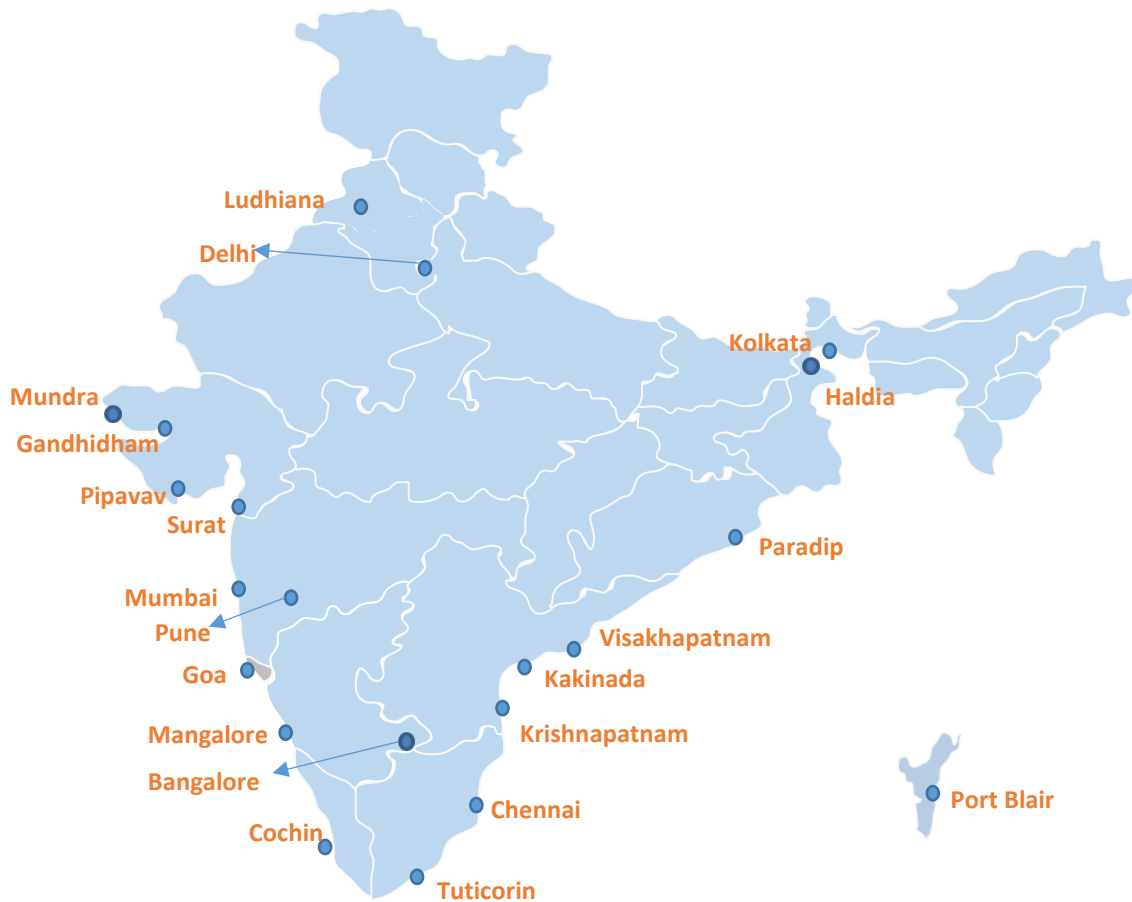 Ludhiana
Delhi
Kolkata
Haldia
Mundra
Gandhidham
Pipavav
Surat
Paradip
Mumbai
Pune
Visakhapatnam
Goa
Kakinada
Mangalore
Krishnapatnam
Bangalore
Port Blair
Chennai
Cochin
Tuticorin